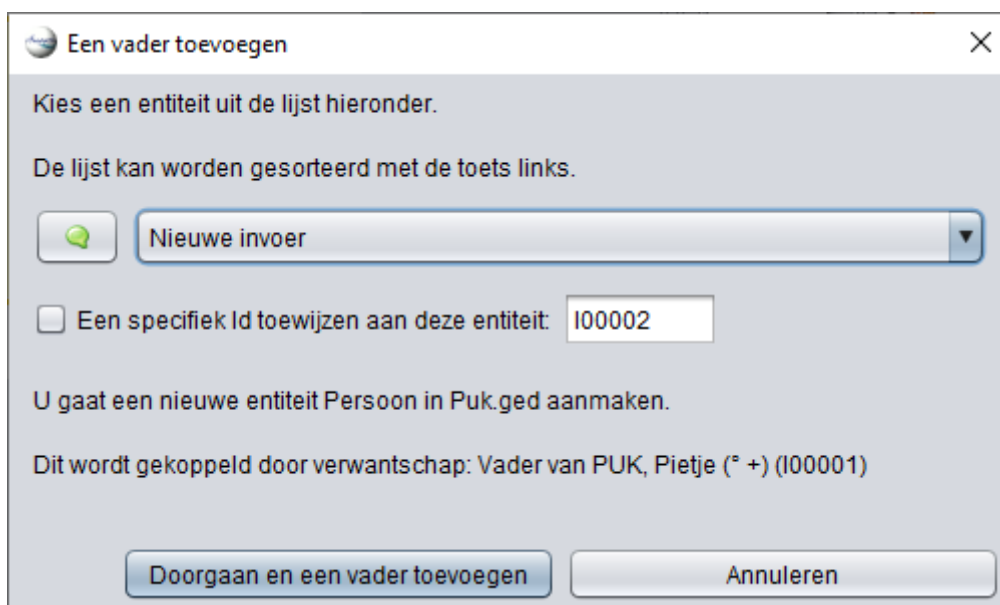 Een vader toevoegen
Kies een entiteit uit de lijst hieronder.
De lijst kan worden gesorteerd met de toets links.
Nieuwe invoer
Een specifiek Id toewijzen aan deze entiteit: I00002
U gaat een nieuwe entiteit Persoon in Puk.ged aanmaken.
Dit wordt gekoppeld door verwantschap: Vader van PUK, Pietje (° +) (I00001)
Doorgaan en een vader toevoegen Annuleren